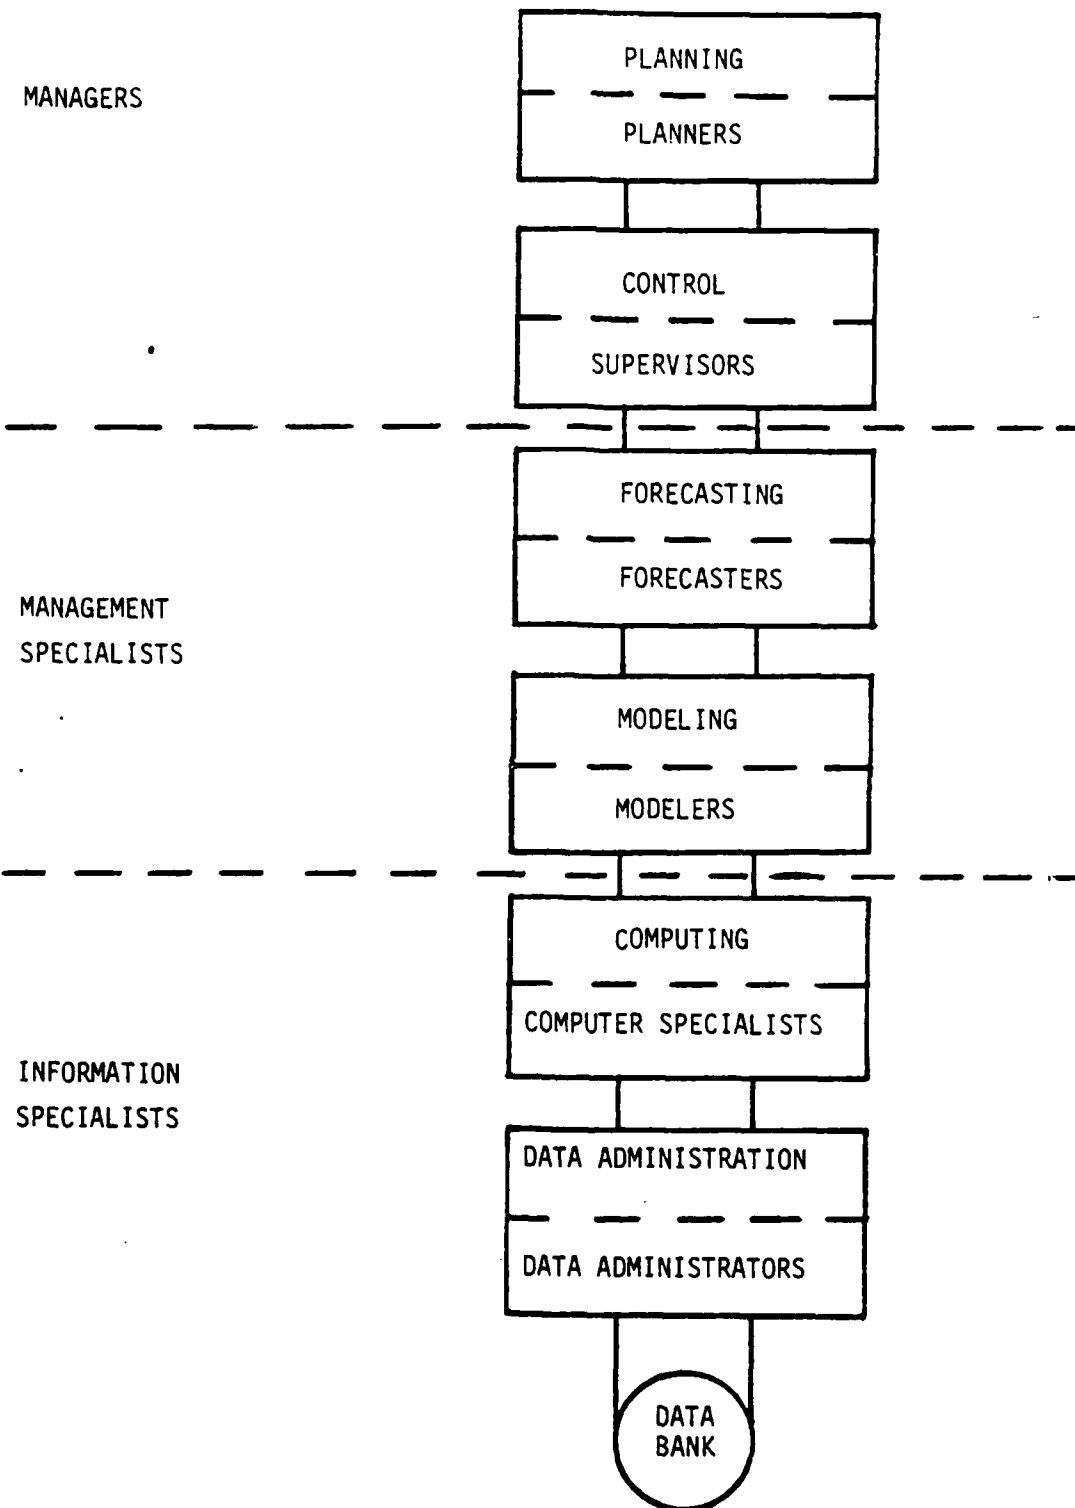 MANAGERS
PLANNING
PLANNERS
CONTROL
SUPERVISORS
MANAGEMENT
SPECIALISTS
FORECASTING
FORECASTERS
MODELING
MODELERS
INFORMATION
SPECIALISTS
COMPUTING
COMPUTER SPECIALISTS
DATA ADMINISTRATION
DATA ADMINISTRATORS
DATA
BANK